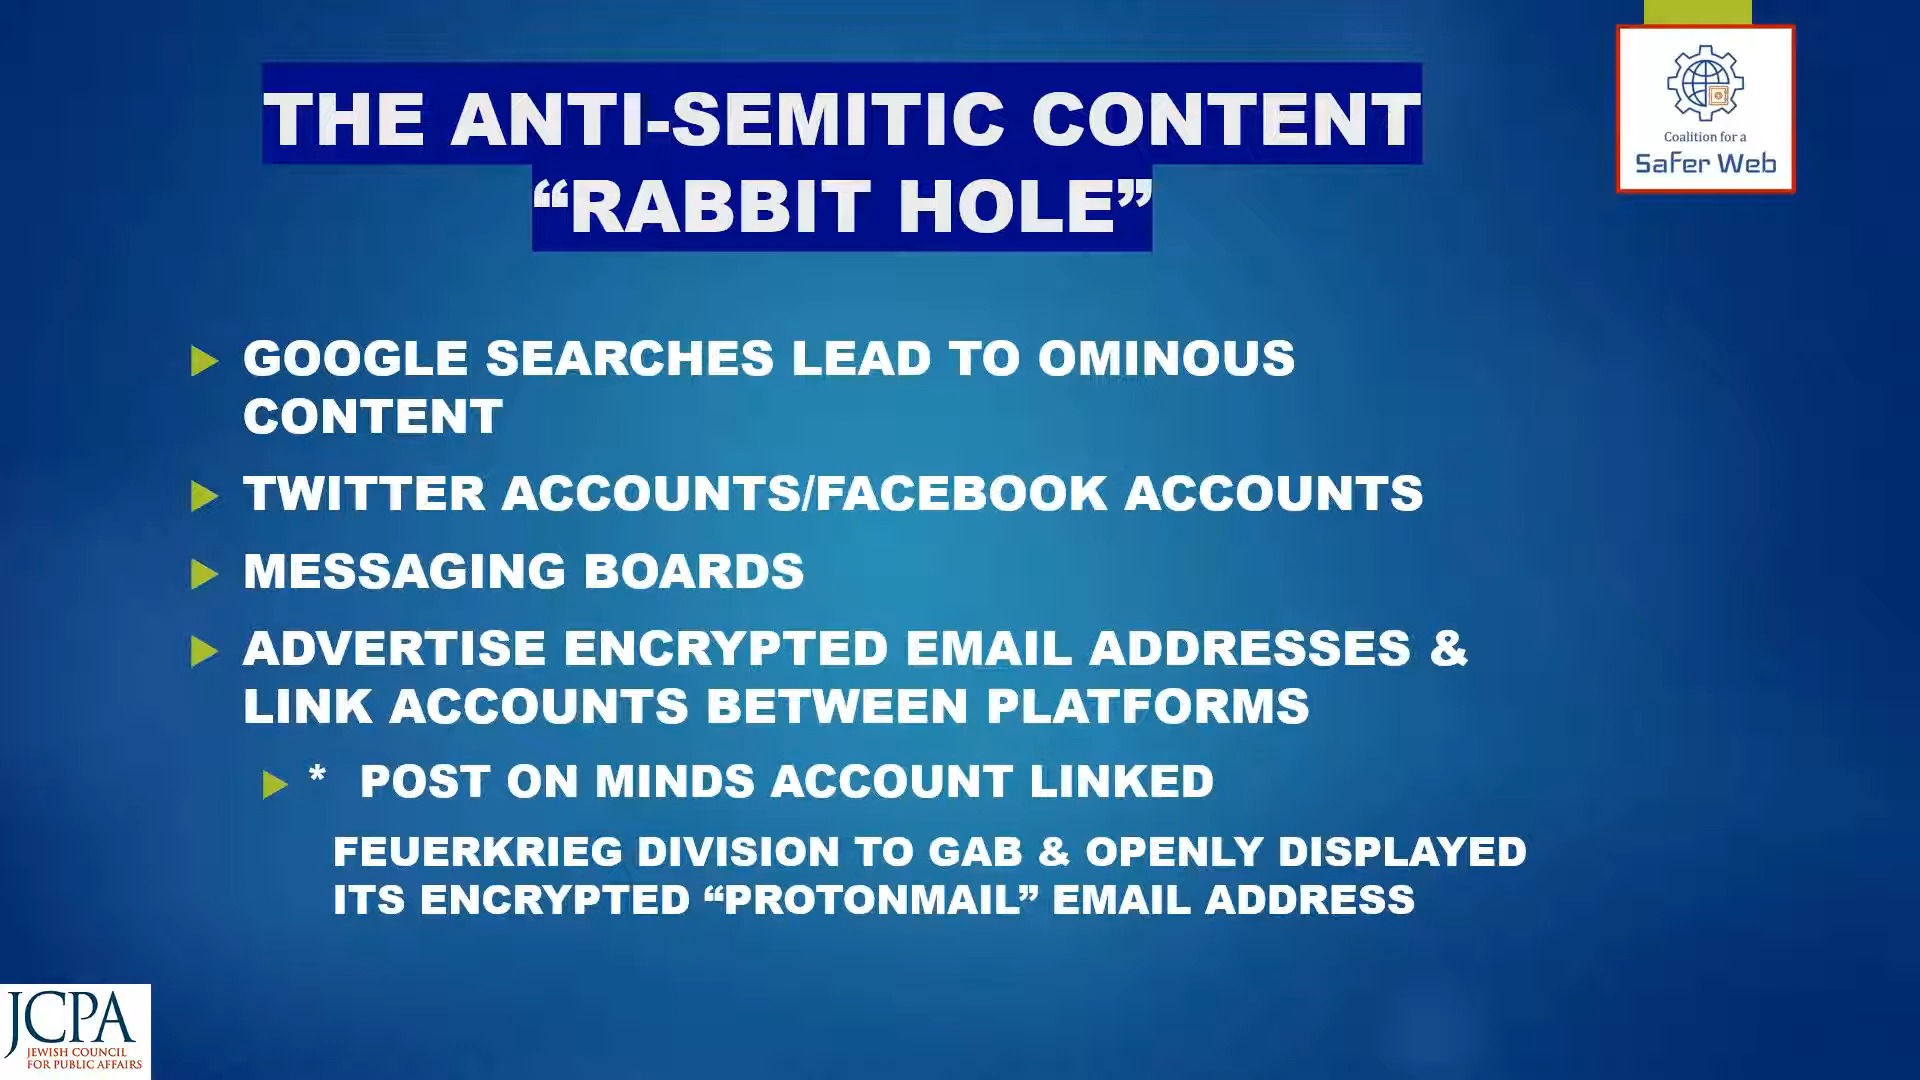 THE ANTI-SEMITIC CONTENT
“RABBIT HOLE”
Coalition for a
Safer Web
GOOGLE SEARCHES LEAD TO OMINOUS
CONTENT
TWITTER ACCOUNTS/FACEBOOK ACCOUNTS
MESSAGING BOARDS
ADVERTISE ENCRYPTED EMAIL ADDRESSES &
LINK ACCOUNTS BETWEEN PLATFORMS
* POST ON MINDS ACCOUNT LINKED
FEUERKRIEG DIVISION TO GAB & OPENLY DISPLAYED
ITS ENCRYPTED “PROTONMAIL” EMAIL ADDRESS
JCPA
JEWISH COUNCIL
FOR PUBLIC AFFAIRS